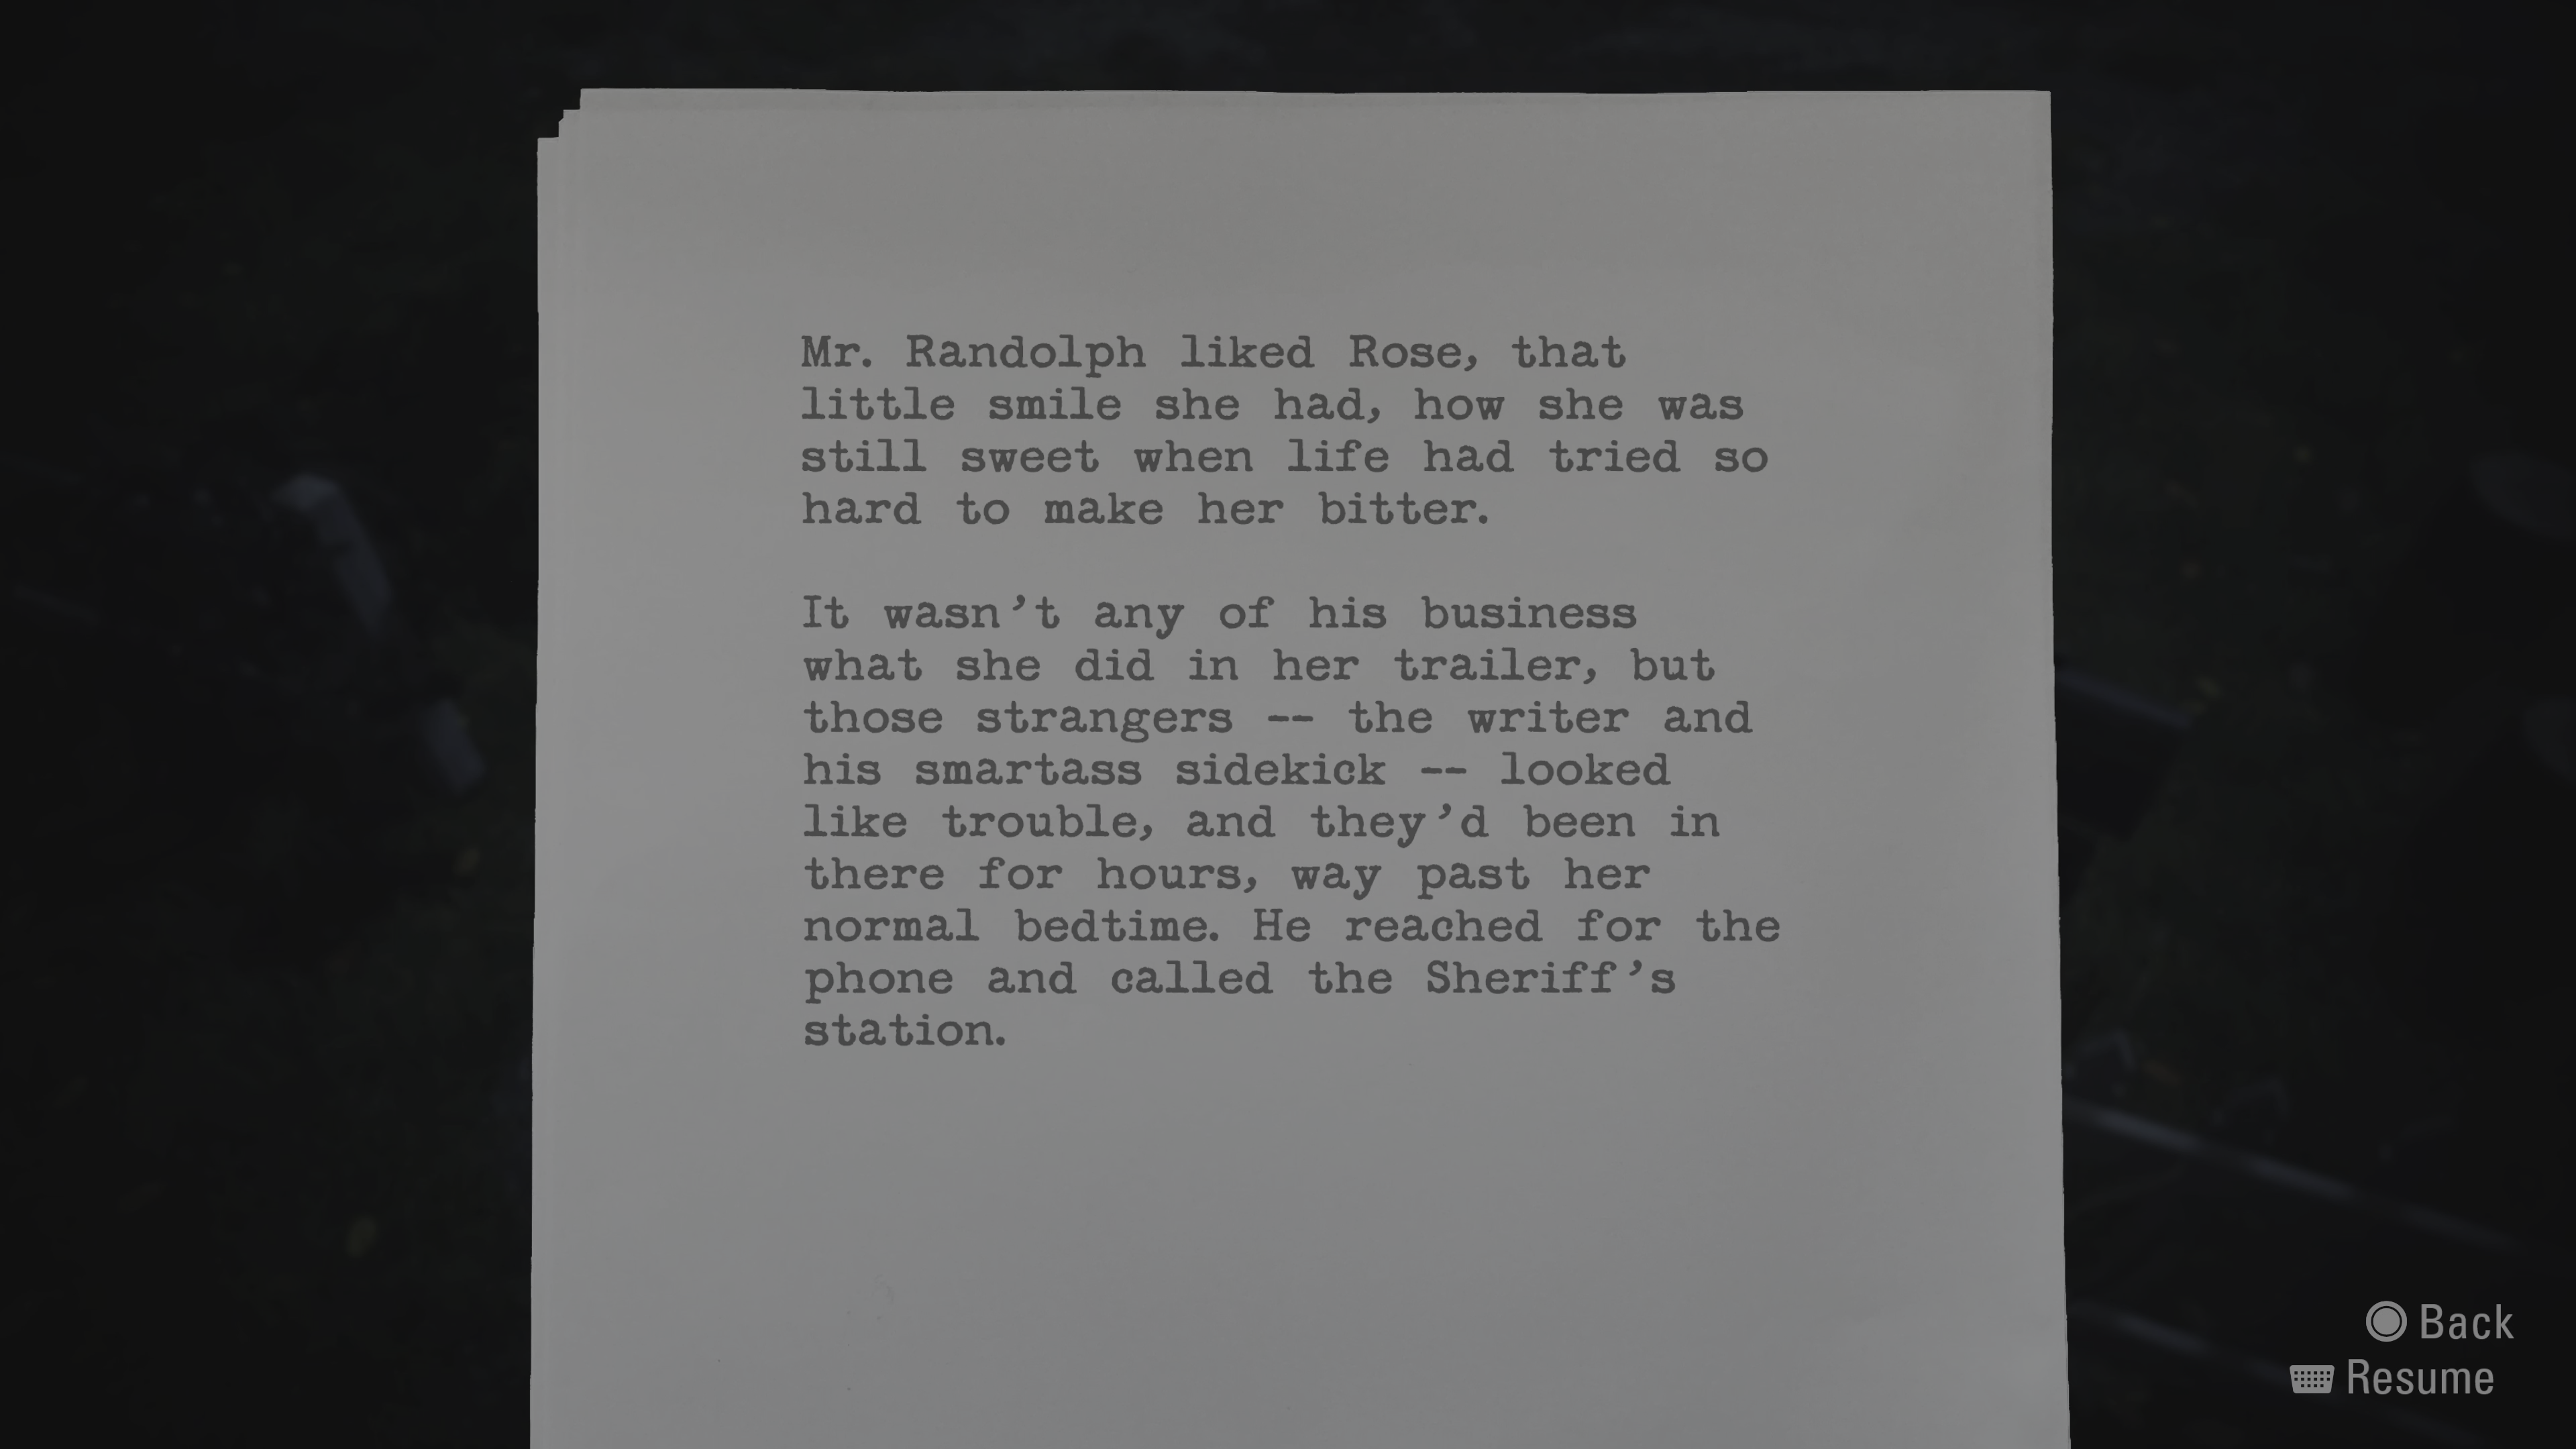 Mr. Randolph liked Rose, that
little smile she had, how she was
still sweet when life had tried so
hard to make her bitter.
It wasn’t any of his business
what she did in her trailer, but
those strangers -- the writer and
his smartass sidekick -- looked
like trouble, and they’d been in
there for hours, way past her
normal bedtime. He reached for the
phone and called the Sheriff’s
station.
Back
Resume